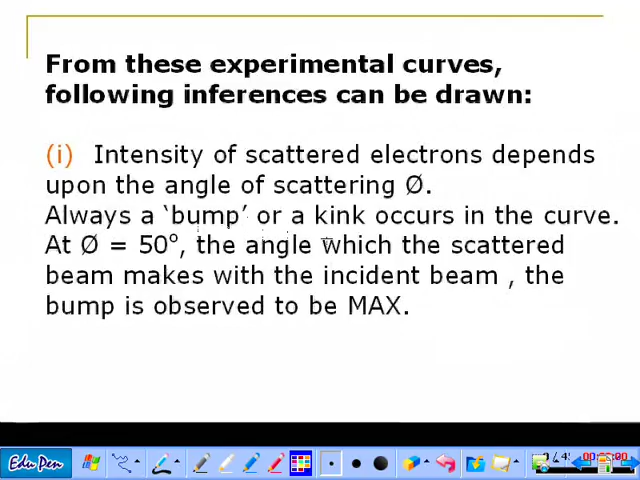 From these experimental curves,
following inferences can be drawn:
(i) Intensity of scattered electrons depends
upon the angle of scattering Ø.
Always a ‘bump’ or a kink occurs in the curve.
At Ø = 50°, the angle which the scattered
beam makes with the incident beam , the
bump is observed to be MAX.
Edu Pen